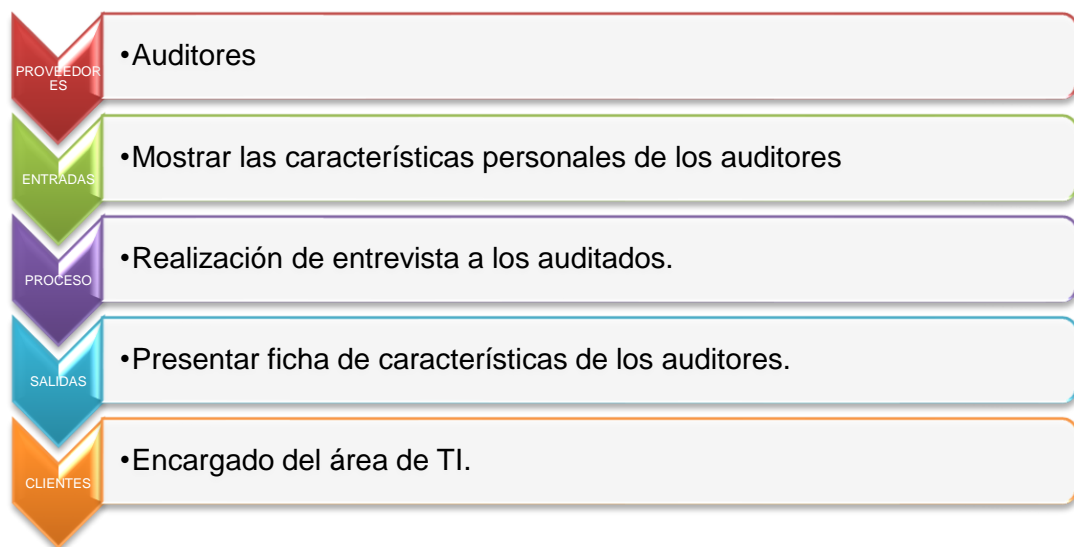 PROVEEDOR
ES
•Auditores
ENTRADAS
•Mostrar las características personales de los auditores
PROCESO
•Realización de entrevista a los auditados.
SALIDAS
•Presentar ficha de características de los auditores.
CLIENTES
•Encargado del área de TI.